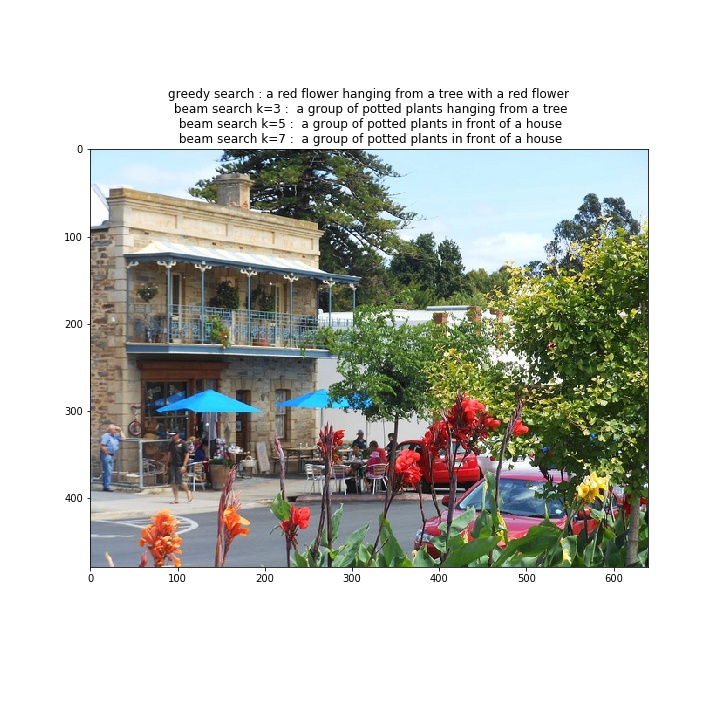 greedy search : a red flower hanging from a tree with a red flower
beam search k=3 :  a group of potted plants hanging from a tree
beam search k=5 :  a group of potted plants in front of a house
beam search k=7 :  a group of potted plants in front of a house
0
100
200
300
400
0 100 200 300 400 500 600